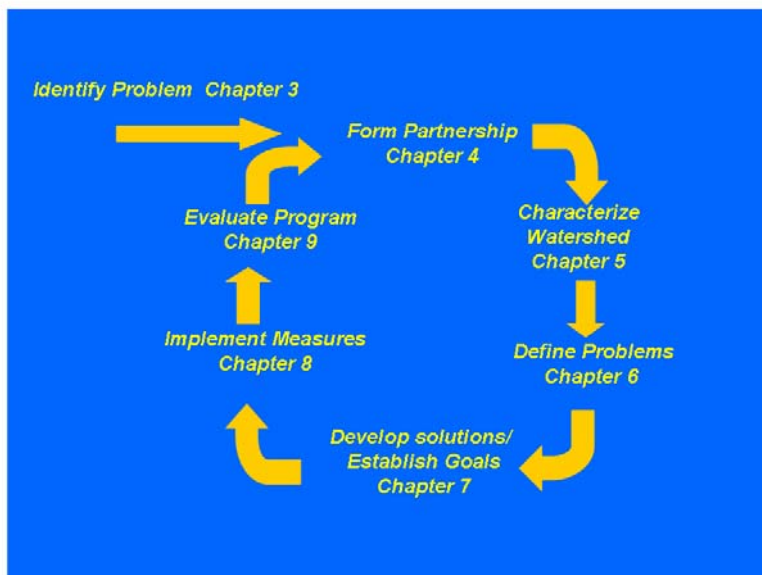 Identify Problem Chapter 3
Form Partnership
Chapter 4
Characterize
Watershed
Chapter 5
Define Problems
Chapter 6
Develop solutions/
Establish Goals
Chapter 7
Implement Measures
Chapter 8
Evaluate Program
Chapter 9